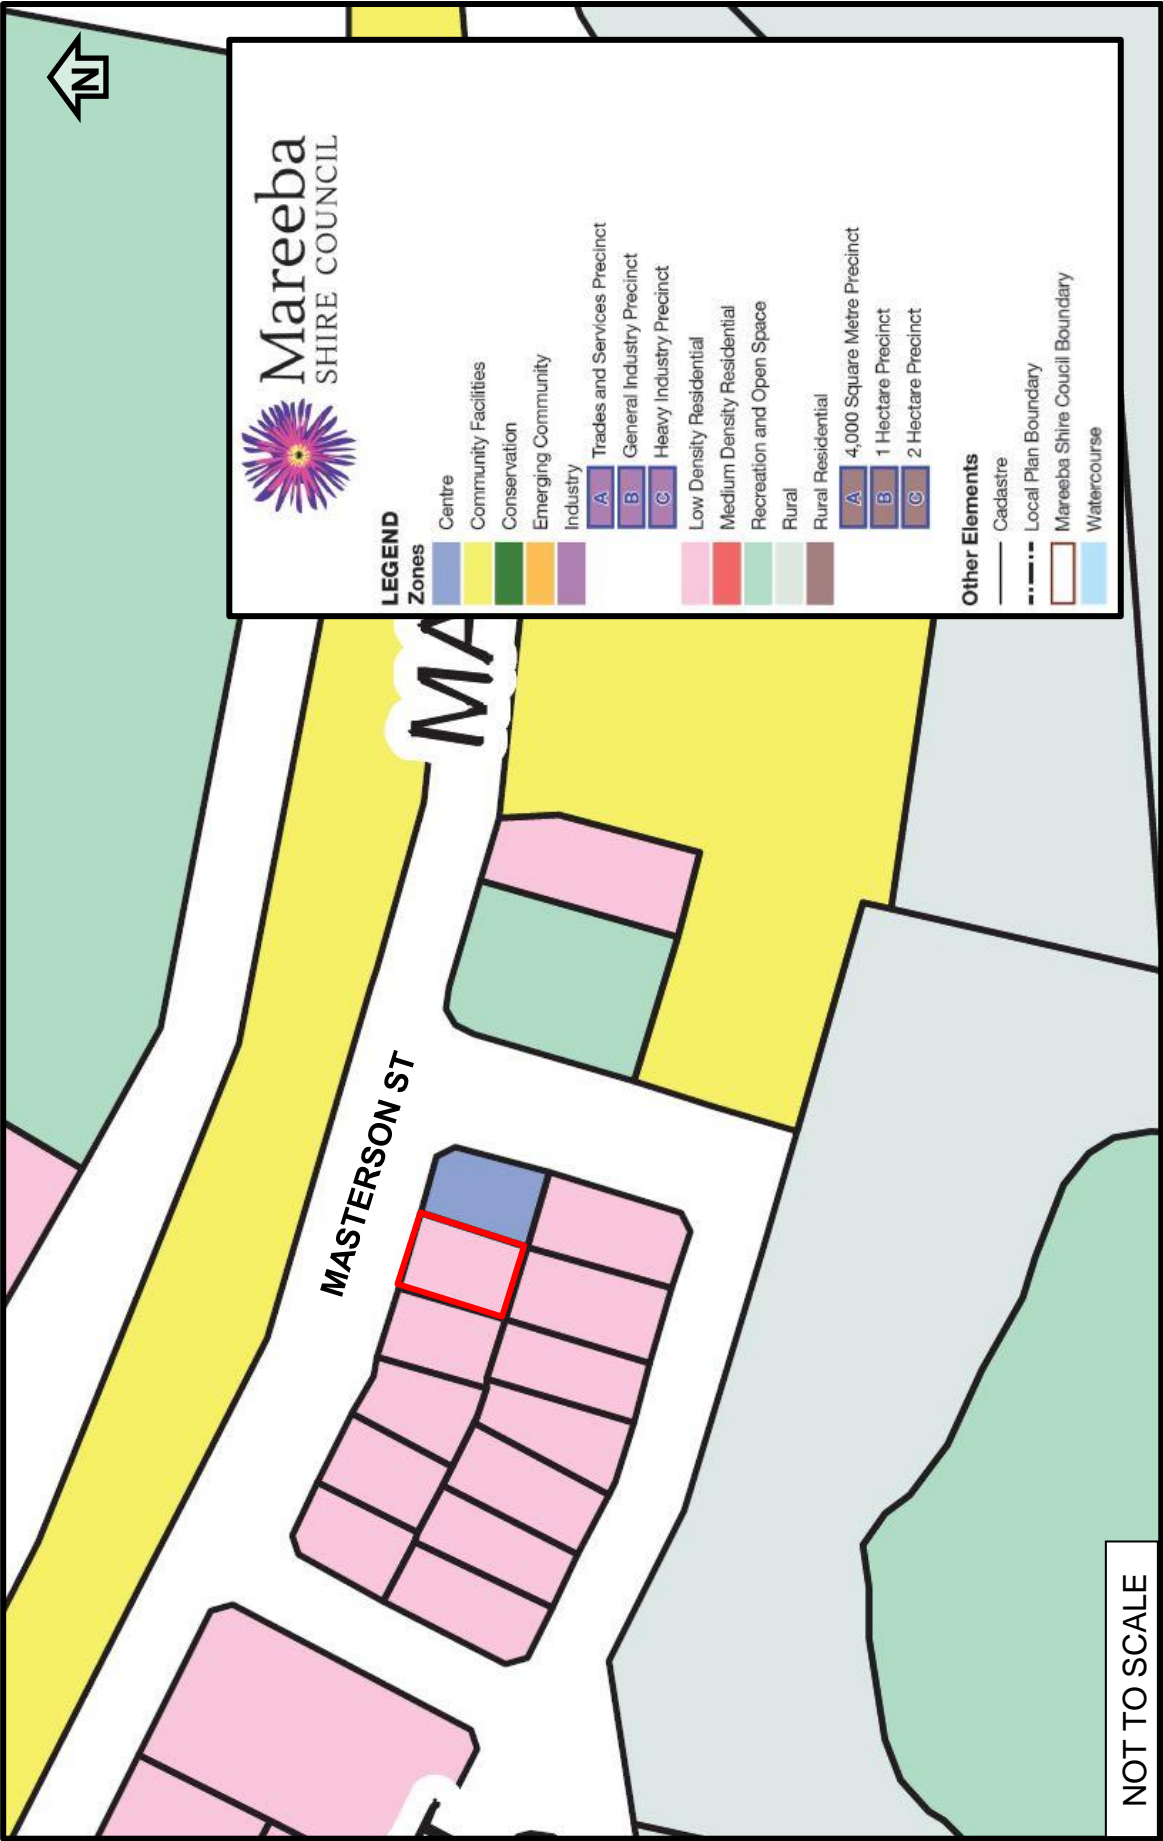 N
Mareeba
SHIRE COUNCIL
LEGEND
Zones
Centre
Community Facilities
Conservation
Emerging Community
Industry
A Trades and Services Precinct
B General Industry Precinct
C Heavy Industry Precinct
Low Density Residential
Medium Density Residential
Recreation and Open Space
Rural
Rural Residential
A 4,000 Square Metre Precinct
B 1 Hectare Precinct
C 2 Hectare Precinct
Other Elements
Cadastre
Local Plan Boundary
Mareeba Shire Coucil Boundary
Watercourse
MA
MASTERSON ST
NOT TO SCALE